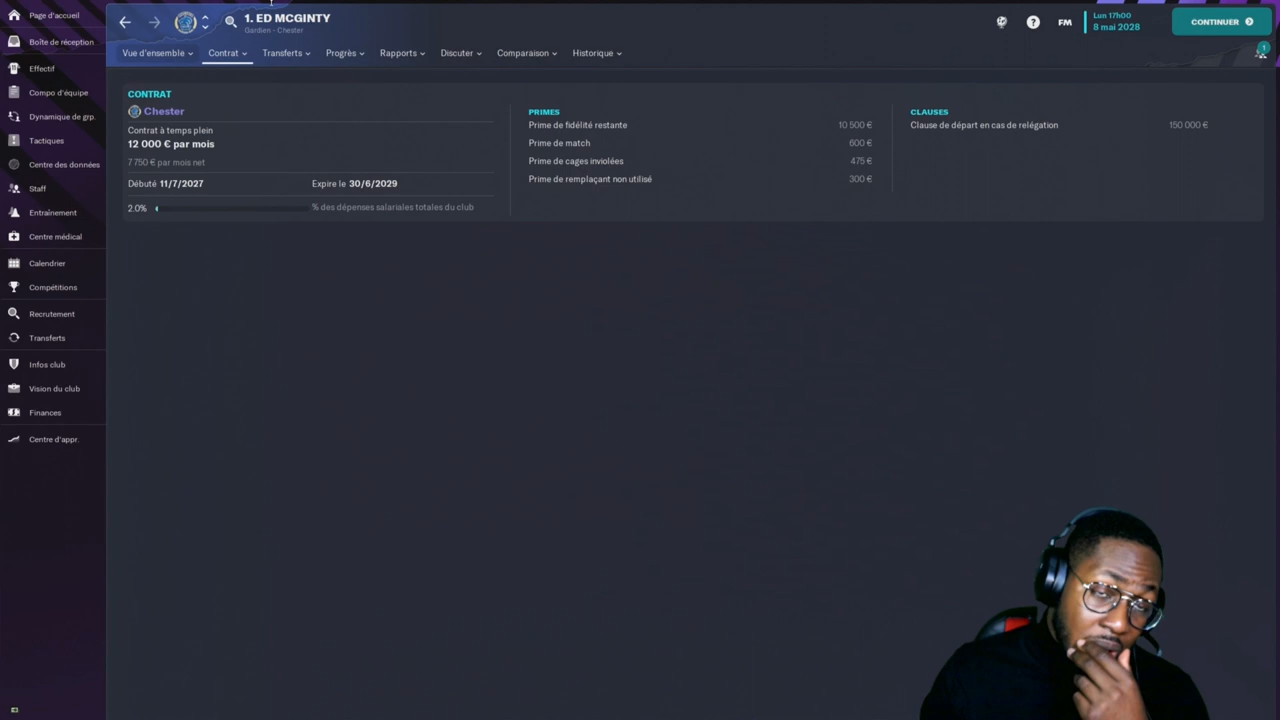 Page d'accueil
Boîte de réception
Effectif
Compo d'équipe
Dynamique de grp.
Tactiques
Centre des données
Staff
Entraînement
Centre médical
Calendrier
Compétitions
Recrutement
Transferts
Infos club
Vision du club
Finances
Centre d'appr.
1. ED MCGINTY
Gardien - Chester
FM
Lun 17h00
8 mai 2028
CONTINUER
1
Vue d'ensemble
Contrat
Transferts
Progrès
Rapports
Discuter
Comparaison
Historique
CONTRAT
Chester
Contrat à temps plein
12 000 € par mois
7 750 € par mois net
Débuté 11/7/2027
Expire le 30/6/2029
2.0%
% des dépenses salariales totales du club
PRIMES
Prime de fidélité restante 10 500 €
Prime de match 600 €
Prime de cages inviolées 475 €
Prime de remplaçant non utilisé 300 €
CLAUSES
Clause de départ en cas de relégation 150 000 €